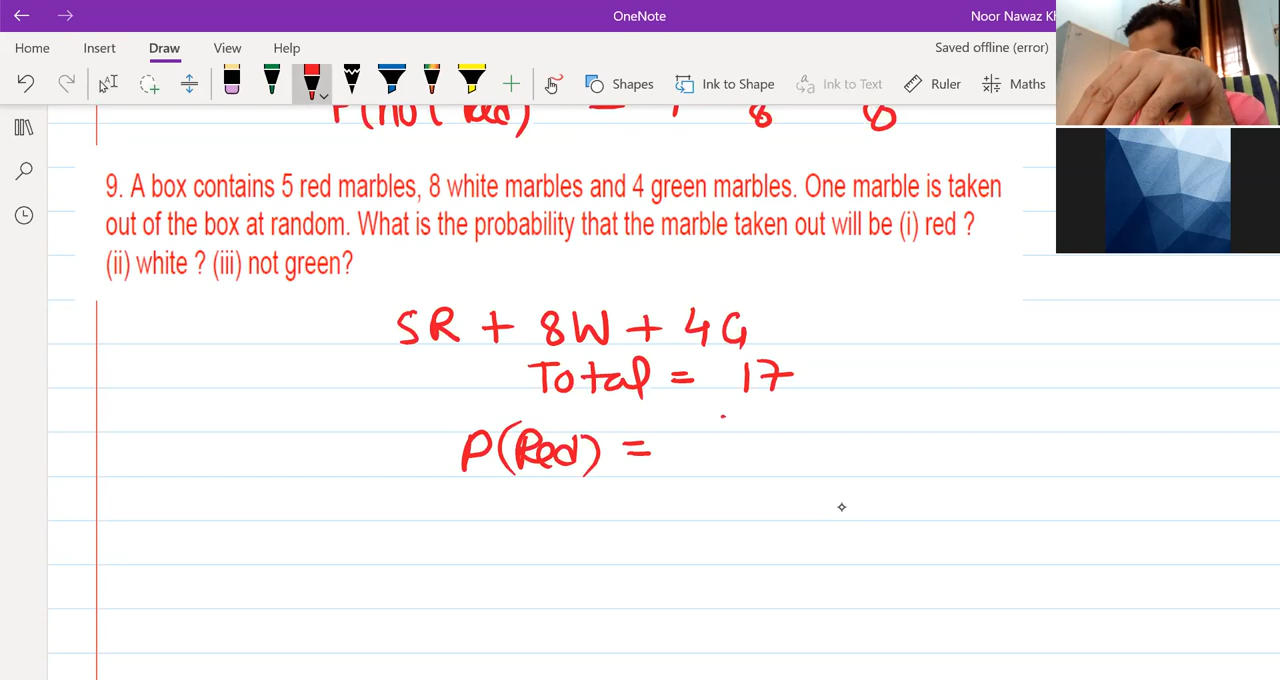 OneNote
Noor Nawaz Kh
Home Insert Draw View Help
Saved offline (error)
Shapes Ink to Shape Ink to Text Ruler Maths
9. A box contains 5 red marbles, 8 white marbles and 4 green marbles. One marble is taken
out of the box at random. What is the probability that the marble taken out will be (i) red ?
(ii) white ? (iii) not green?
5R + 8W + 4G
Total = 17
P(Red) =